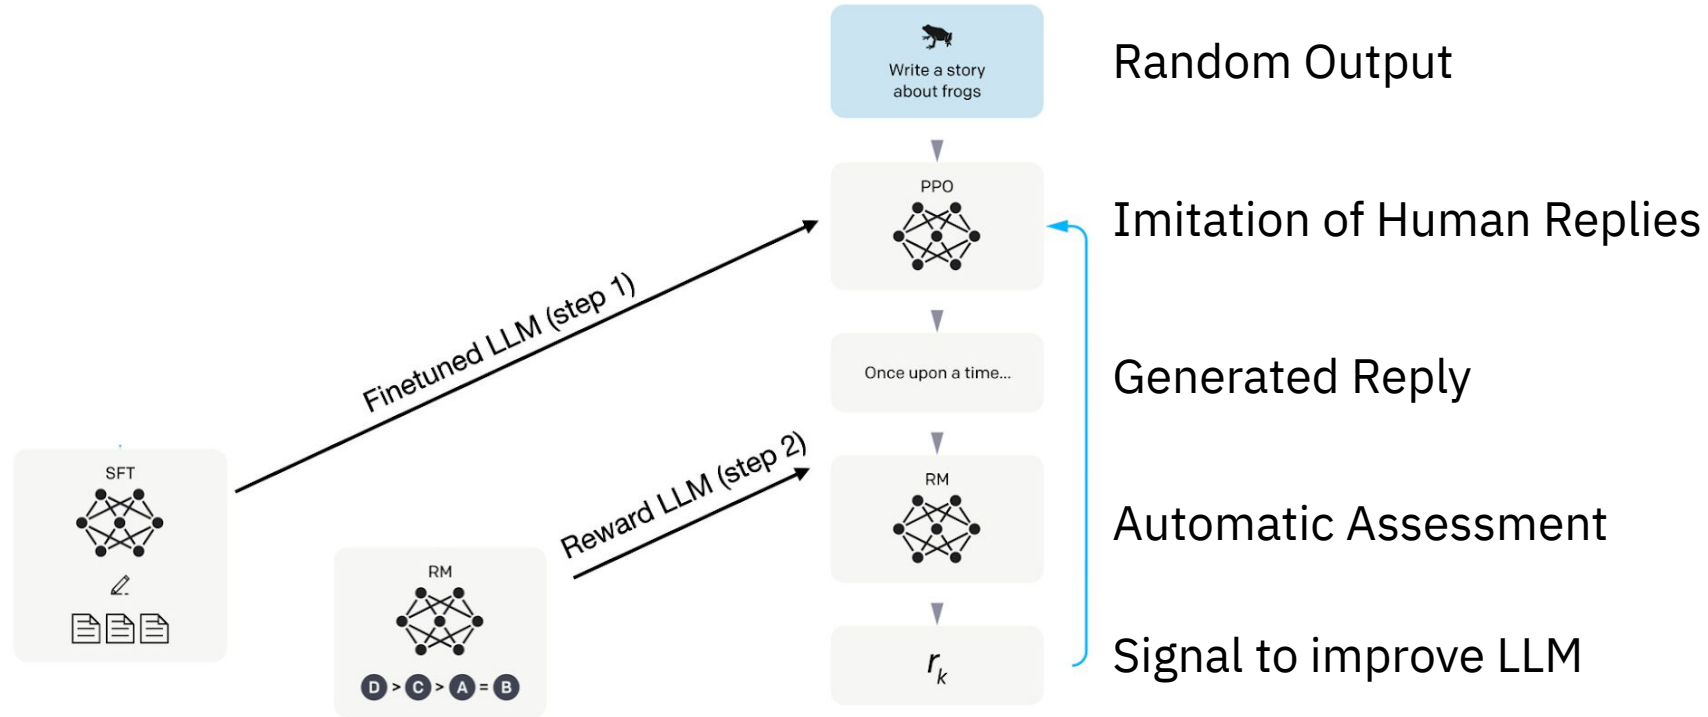 Write a story
about frogs
Random Output
PPO
Imitation of Human Replies
Finetuned LLM (step 1)
Once upon a time...
Generated Reply
SFT
Reward LLM (step 2)
RM
Automatic Assessment
RM
D > C > A = B
rk
Signal to improve LLM